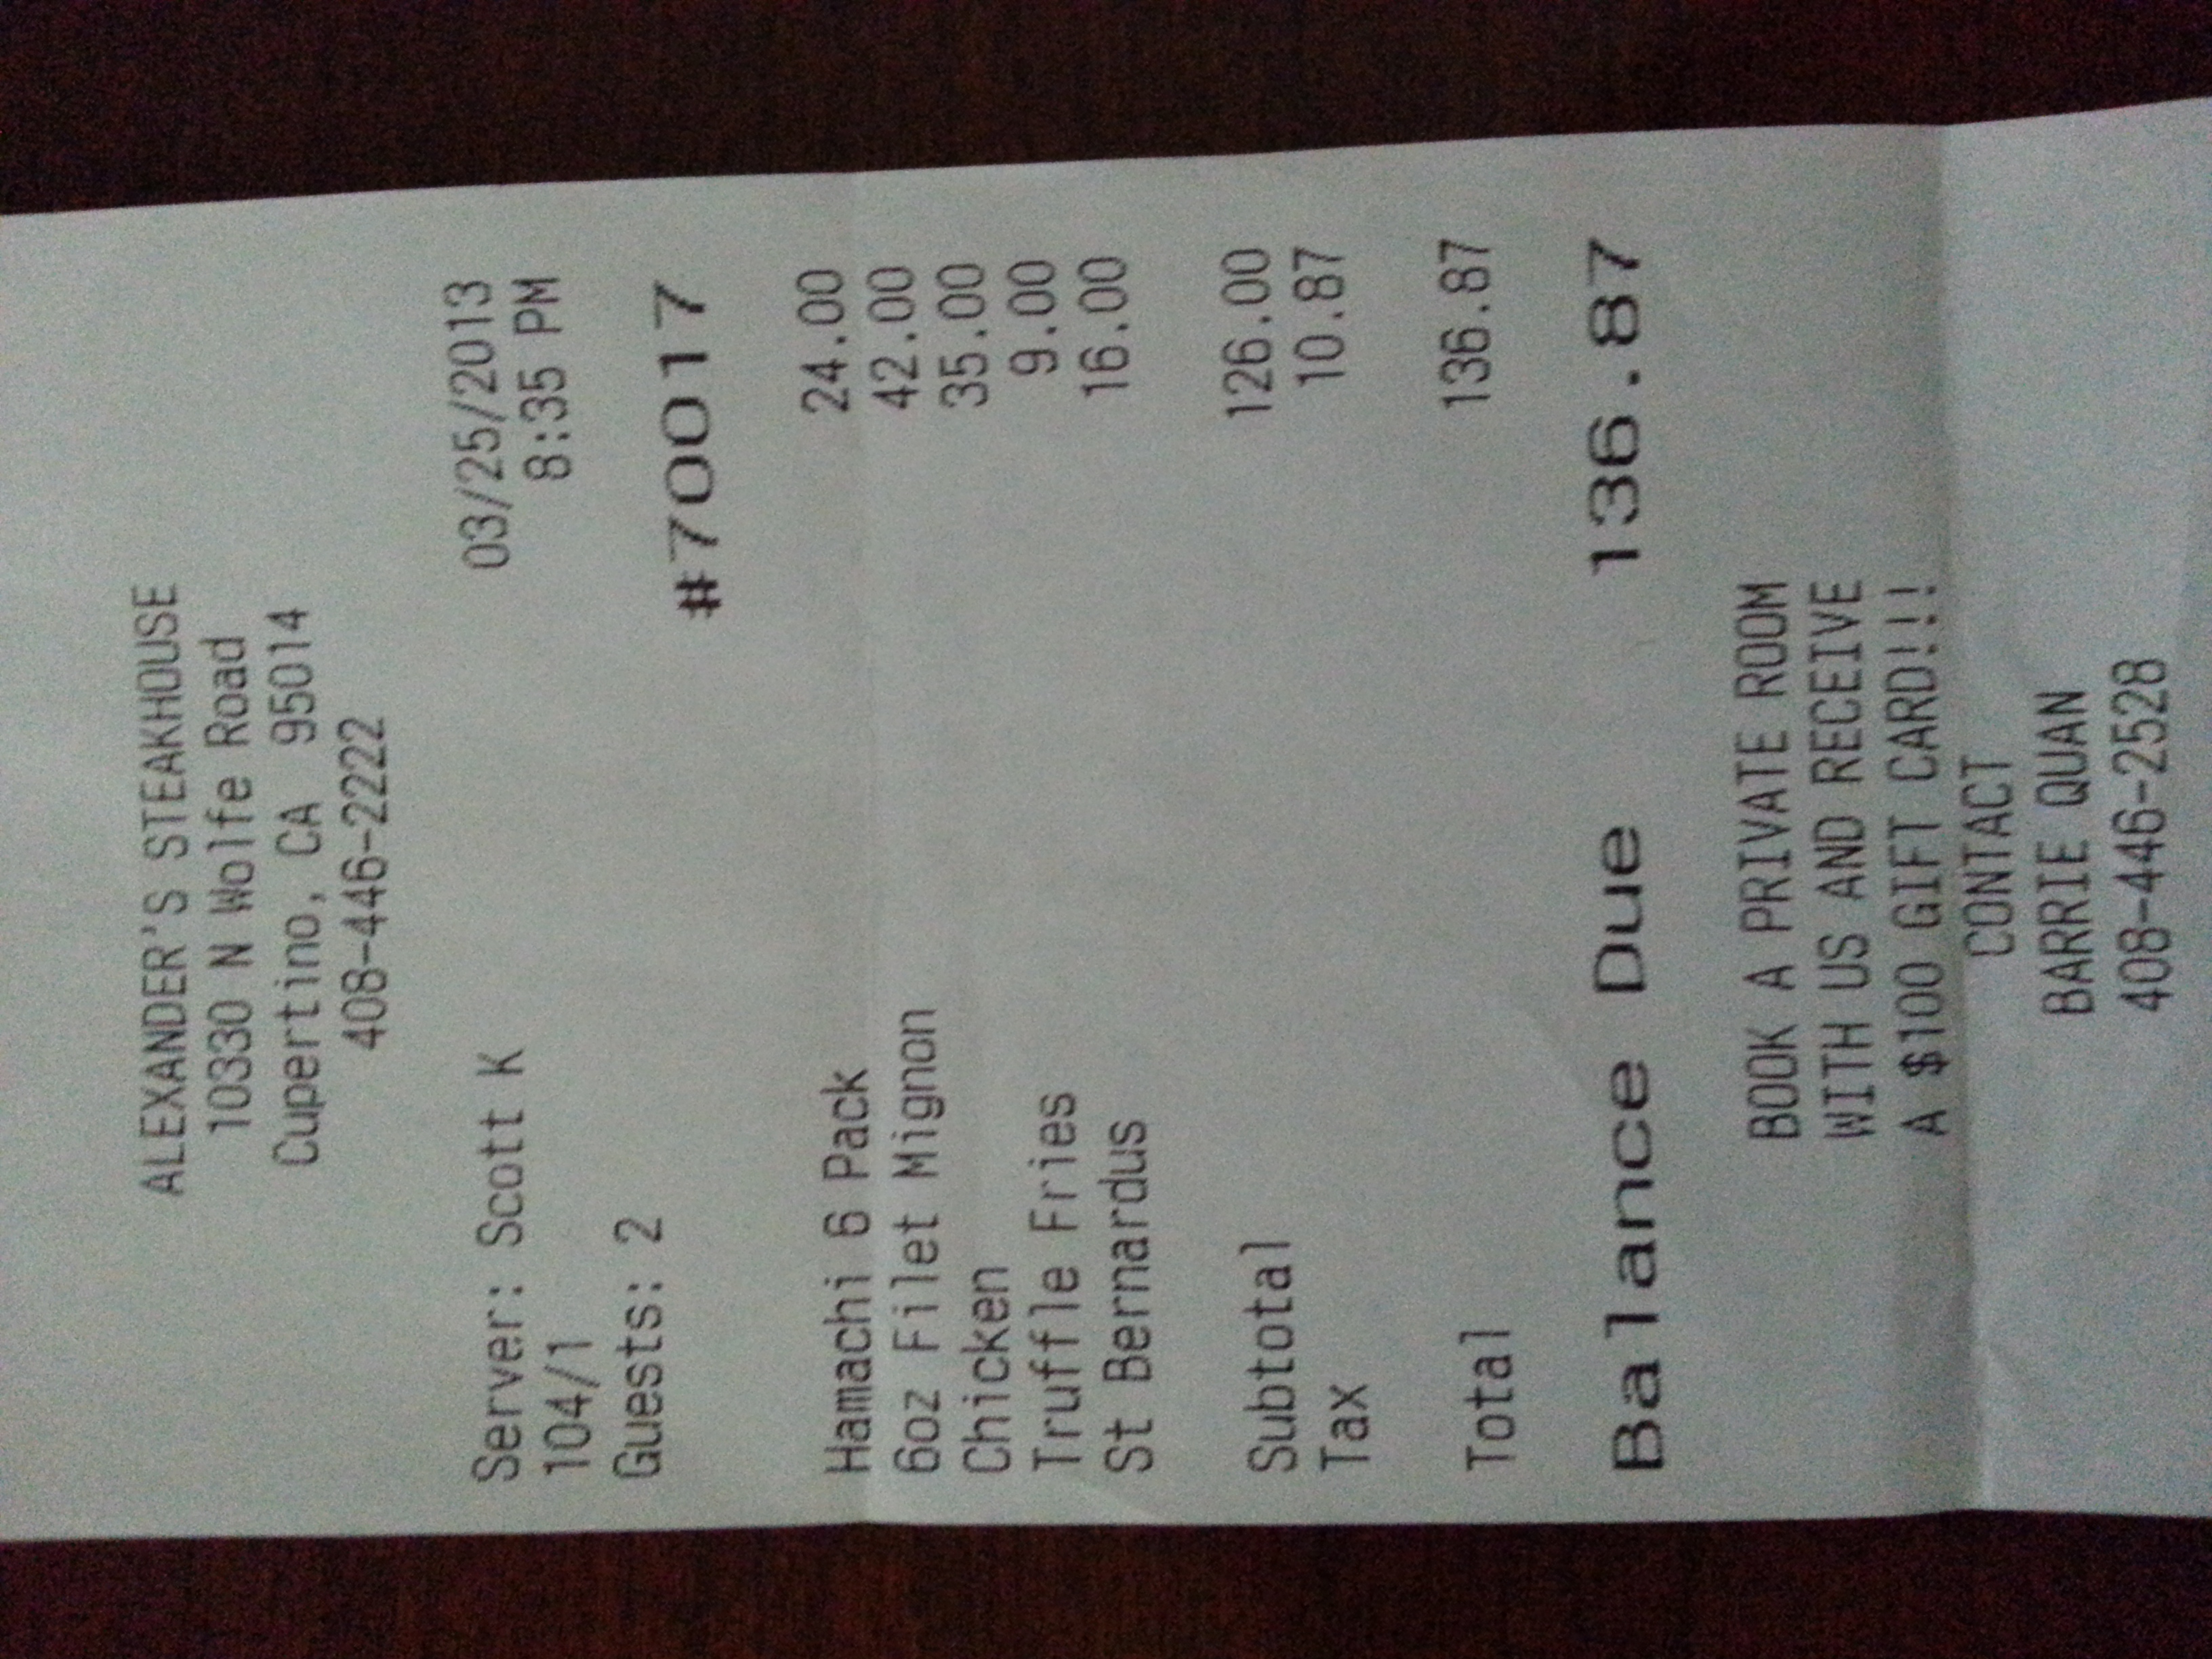 ALEXANDER'S STEAKHOUSE
10330 N Wolfe Road
Cupertino, CA 95014
408-446-2222
Server: Scott K 03/25/2013
104/1 8:35 PM
Guests: 2
#70017
Hamachi 6 Pack 24.00
6oz Filet Mignon 42.00
Chicken 35.00
Truffle Fries 9.00
St Bernardus 16.00
Subtotal 126.00
Tax 10.87
Total 136.87
Balance Due 136.87
BOOK A PRIVATE ROOM
WITH US AND RECEIVE
A $100 GIFT CARD!!!
CONTACT
BARRIE QUAN
408-446-2528